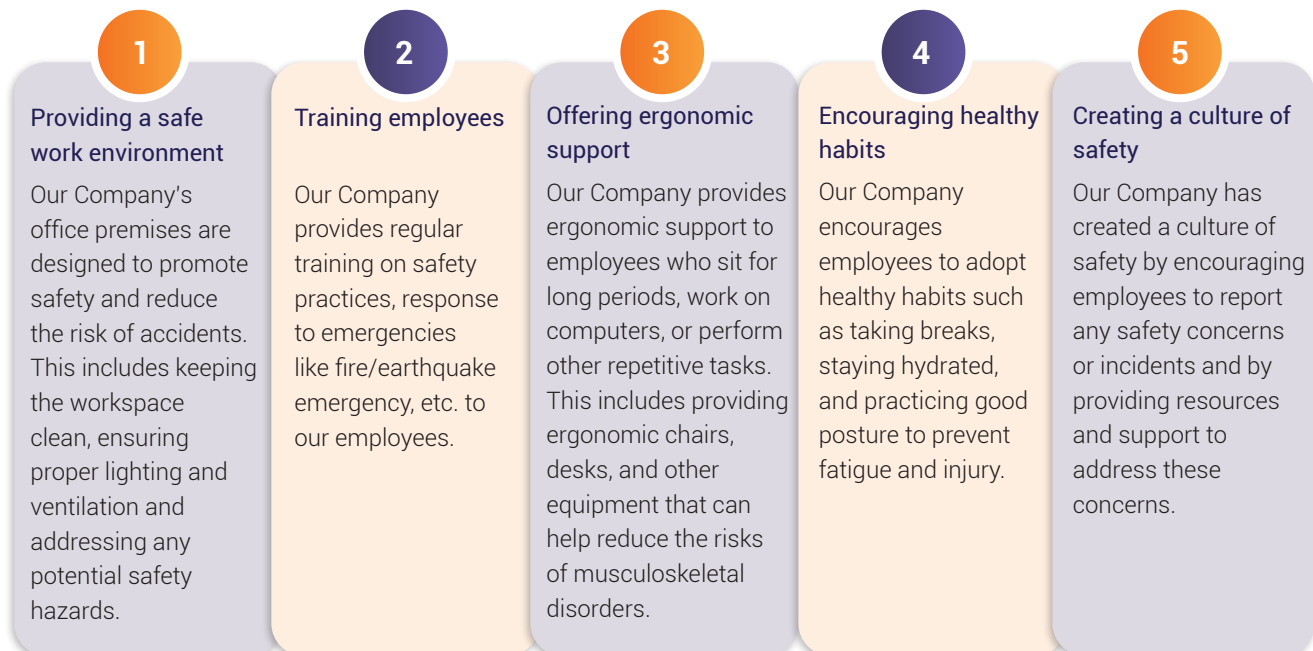 1
Providing a safe
work environment
Our Company's
office premises are
designed to promote
safety and reduce
the risk of accidents.
This includes keeping
the workspace
clean, ensuring
proper lighting and
ventilation and
addressing any
potential safety
hazards.
2
Training employees
Our Company
provides regular
training on safety
practices, response
to emergencies
like fire/earthquake
emergency, etc. to
our employees.
3
Offering ergonomic
support
Our Company provides
ergonomic support to
employees who sit for
long periods, work on
computers, or perform
other repetitive tasks.
This includes providing
ergonomic chairs,
desks, and other
equipment that can
help reduce the risks
of musculoskeletal
disorders.
4
Encouraging healthy
habits
Our Company
encourages
employees to adopt
healthy habits such
as taking breaks,
staying hydrated,
and practicing good
posture to prevent
fatigue and injury.
5
Creating a culture of
safety
Our Company has
created a culture of
safety by encouraging
employees to report
any safety concerns
or incidents and by
providing resources
and support to
address these
concerns.